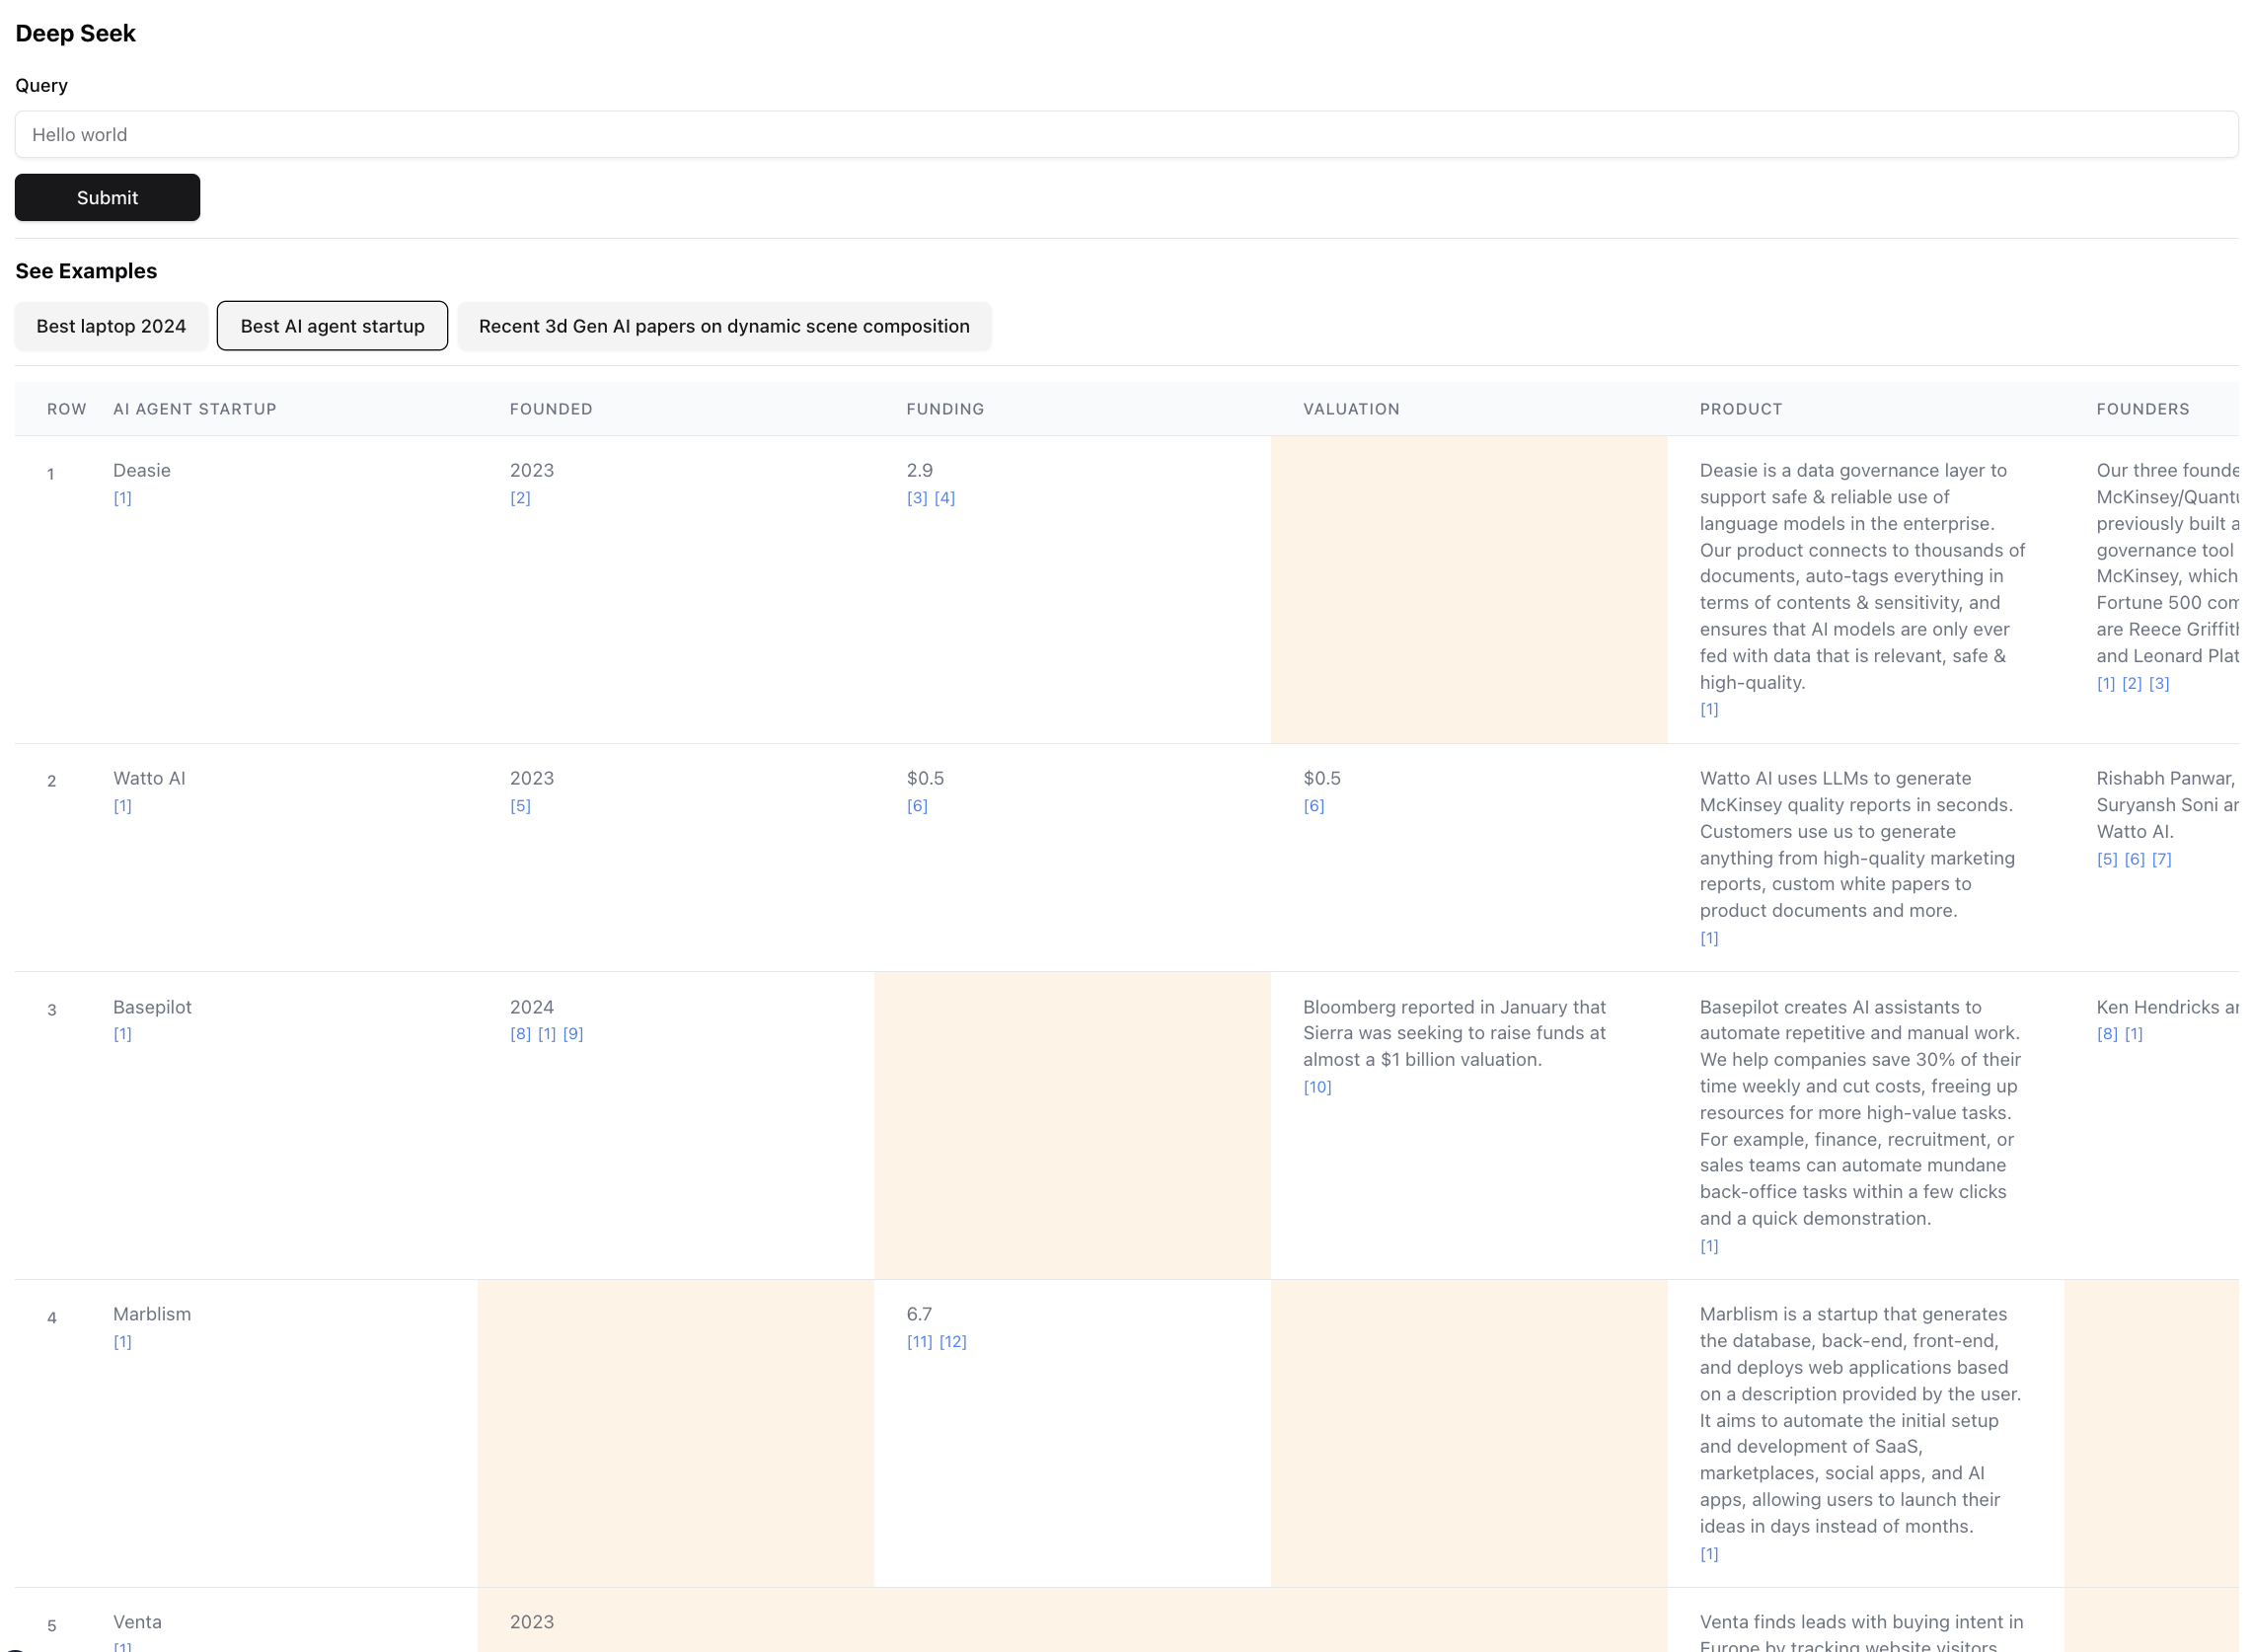 Deep Seek
Query
Hello world
Submit
See Examples
Best laptop 2024
Best AI agent startup
Recent 3d Gen AI papers on dynamic scene composition
ROW AI AGENT STARTUP FOUNDED FUNDING VALUATION PRODUCT FOUNDERS
1
Deasie
[1]
2023
[2]
2.9
[3] [4]
Deasie is a data governance layer to
support safe & reliable use of
language models in the enterprise.
Our product connects to thousands of
documents, auto-tags everything in
terms of contents & sensitivity, and
ensures that AI models are only ever
fed with data that is relevant, safe &
high-quality.
[1]
Our three
McKinsey/
previously built
governance tool
McKinsey, which
Fortune 500
are Reece
and Leonard
[1] [2] [3]
2
Watto AI
[1]
2023
[5]
$0.5
[6]
$0.5
[6]
Watto AI uses LLMs to generate
McKinsey quality reports in seconds.
Customers use us to generate
anything from high-quality marketing
reports, custom white papers to
product documents and more.
[1]
Rishabh Panwar,
Suryansh Soni
Watto AI.
[5] [6] [7]
3
Basepilot
[1]
2024
[8] [1] [9]
Bloomberg reported in January that
Sierra was seeking to raise funds at
almost a $1 billion valuation.
[10]
Basepilot creates AI assistants to
automate repetitive and manual work.
We help companies save 30% of their
time weekly and cut costs, freeing up
resources for more high-value tasks.
For example, finance, recruitment, or
sales teams can automate mundane
back-office tasks within a few clicks
and a quick demonstration.
[1]
Ken Hendricks
[8] [1]
4
Marblism
[1]
6.7
[11] [12]
Marblism is a startup that generates
the database, back-end, front-end,
and deploys web applications based
on a description provided by the user.
It aims to automate the initial setup
and development of SaaS,
marketplaces, social apps, and AI
apps, allowing users to launch their
ideas in days instead of months.
[1]
5
Venta
[1]
2023
Venta finds leads with buying intent in
Europe by tracking website visitors